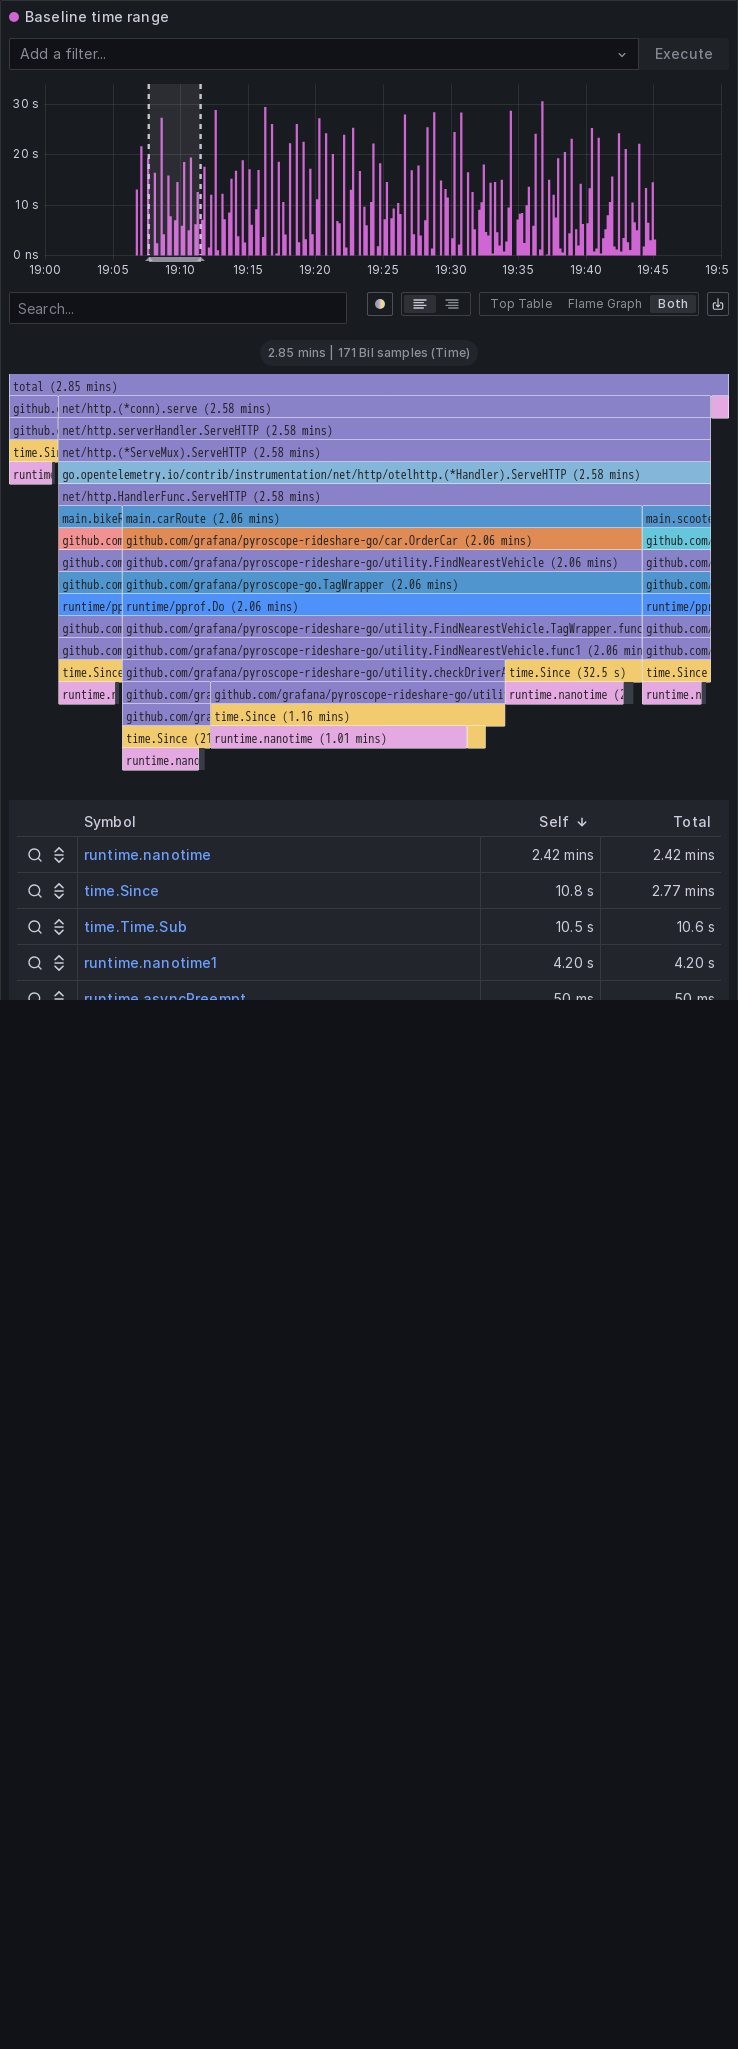 Baseline time range
Add a filter...
Execute
30 s
20 s
10 s
0 ns
19:00 19:05 19:10 19:15 19:20 19:25 19:30 19:35 19:40 19:45 19:5
Search...
Top Table Flame Graph Both
2.85 mins | 171 Bil samples (Time)
total (2.85 mins)
github. net/http.(*conn).serve (2.58 mins)
github. net/http.serverHandler.ServeHTTP (2.58 mins)
time.Si net/http.(*ServeMux).ServeHTTP (2.58 mins)
runtime go.opentelemetry.io/contrib/instrumentation/net/http/otelhttp.(*Handler).ServeHTTP (2.58 mins)
net/http.HandlerFunc.ServeHTTP (2.58 mins)
main.bikeR main.carRoute (2.06 mins) main.scoote
github.com github.com/grafana/pyroscope-rideshare-go/car.OrderCar (2.06 mins) github.com/
github.com github.com/grafana/pyroscope-rideshare-go/utility.FindNearestVehicle (2.06 mins) github.com/
github.com github.com/grafana/pyroscope-go.TagWrapper (2.06 mins) github.com/
runtime/pp runtime/pprof.Do (2.06 mins) runtime/ppr
github.com github.com/grafana/pyroscope-rideshare-go/utility.FindNearestVehicle.TagWrapper.func github.com/
github.com github.com/grafana/pyroscope-rideshare-go/utility.FindNearestVehicle.func1 (2.06 min github.com/
time.Since github.com/grafana/pyroscope-rideshare-go/utility.checkDriverA time.Since (32.5 s) time.Since
runtime.n github.com/gra github.com/grafana/pyroscope-rideshare-go/utili runtime.nanotime (2 runtime.n
github.com/gra time.Since (1.16 mins)
time.Since (21 runtime.nanotime (1.01 mins)
runtime.nano
Symbol Self Total
runtime.nanotime 2.42 mins 2.42 mins
time.Since 10.8 s 2.77 mins
time.Time.Sub 10.5 s 10.6 s
runtime.nanotime1 4.20 s 4.20 s
runtime.asyncPreempt 50 ms 50 ms